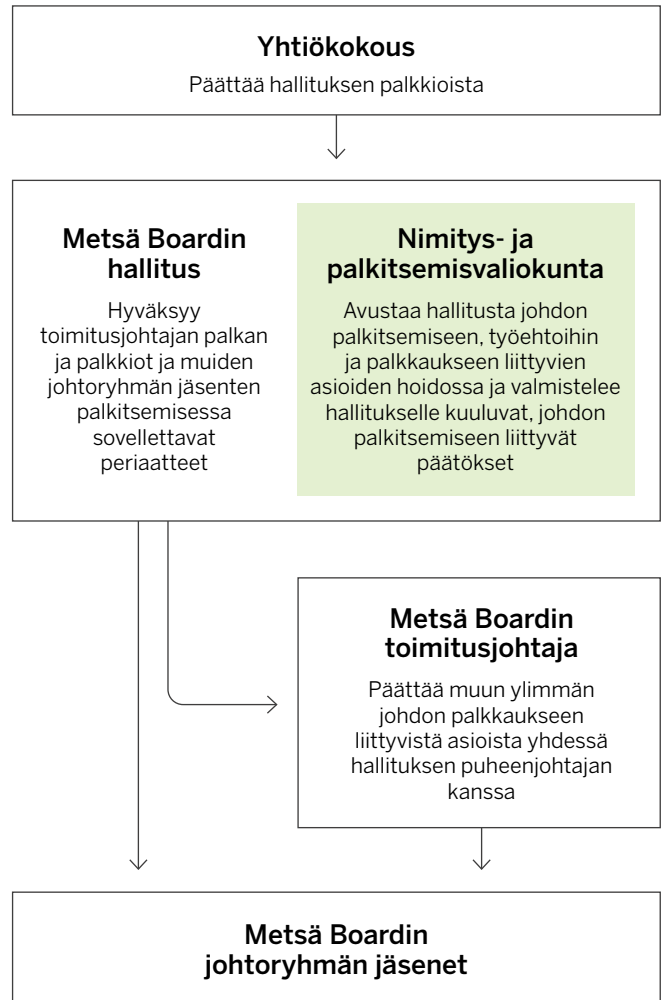 Yhtiökokous
Päättää hallituksen palkkioista
Metsä Boardin
hallitus
Hyväksyy
toimitusjohtajan palkan
ja palkkiot ja muiden
johtoryhmän jäsenten
palkitsemisessa
sovellettavat
periaatteet
Nimitys- ja
palkitsemisvaliokunta
Avustaa hallitusta johdon
palkitsemiseen, työehtoihin
ja palkkaukseen liittyvien
asioiden hoidossa ja valmistelee
hallitukselle kuuluvat, johdon
palkitsemiseen liittyvät
päätökset
Metsä Boardin
toimitusjohtaja
Päättää muun ylimmän
johdon palkkaukseen
liittyvistä asioista yhdessä
hallituksen puheenjohtajan
kanssa
Metsä Boardin
johtoryhmän jäsenet